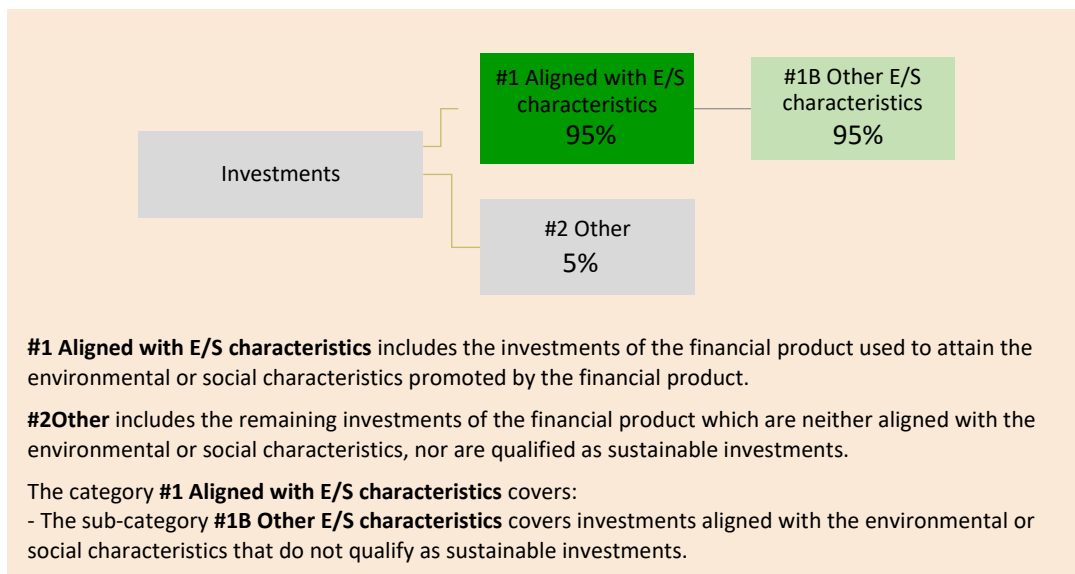 #1 Aligned with E/S
characteristics
95%
#1B Other E/S
characteristics
95%
Investments
#2 Other
5%
#1 Aligned with E/S characteristics includes the investments of the financial product used to attain the
environmental or social characteristics promoted by the financial product.
#2Other includes the remaining investments of the financial product which are neither aligned with the
environmental or social characteristics, nor are qualified as sustainable investments.
The category #1 Aligned with E/S characteristics covers:
- The sub-category #1B Other E/S characteristics covers investments aligned with the environmental or
social characteristics that do not qualify as sustainable investments.